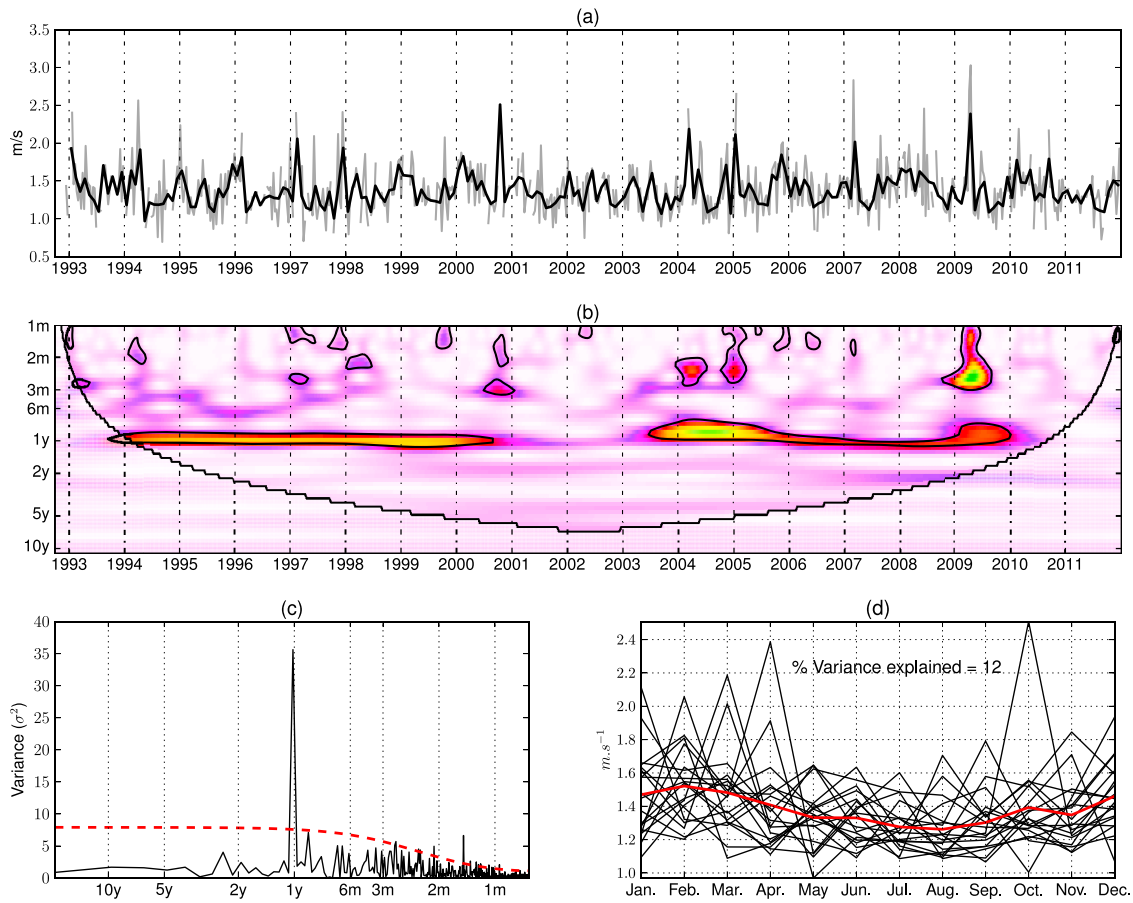 (a)
3.5
3.0
2.5
2.0
1.5
1.0
0.5
m/s
1993 1994 1995 1996 1997 1998 1999 2000 2001 2002 2003 2004 2005 2006 2007 2008 2009 2010 2011
(b)
1m
2m
3m
6m
1y
2y
5y
10y
1993 1994 1995 1996 1997 1998 1999 2000 2001 2002 2003 2004 2005 2006 2007 2008 2009 2010 2011
(c)
40
35
30
25
20
15
10
5
0
Variance (σ²)
10y 5y 2y 1y 6m 3m 2m 1m
(d)
% Variance explained = 12
2.4
2.2
2.0
1.8
1.6
1.4
1.2
1.0
m.s⁻¹
Jan. Feb. Mar. Apr. May Jun. Jul. Aug. Sep. Oct. Nov. Dec.